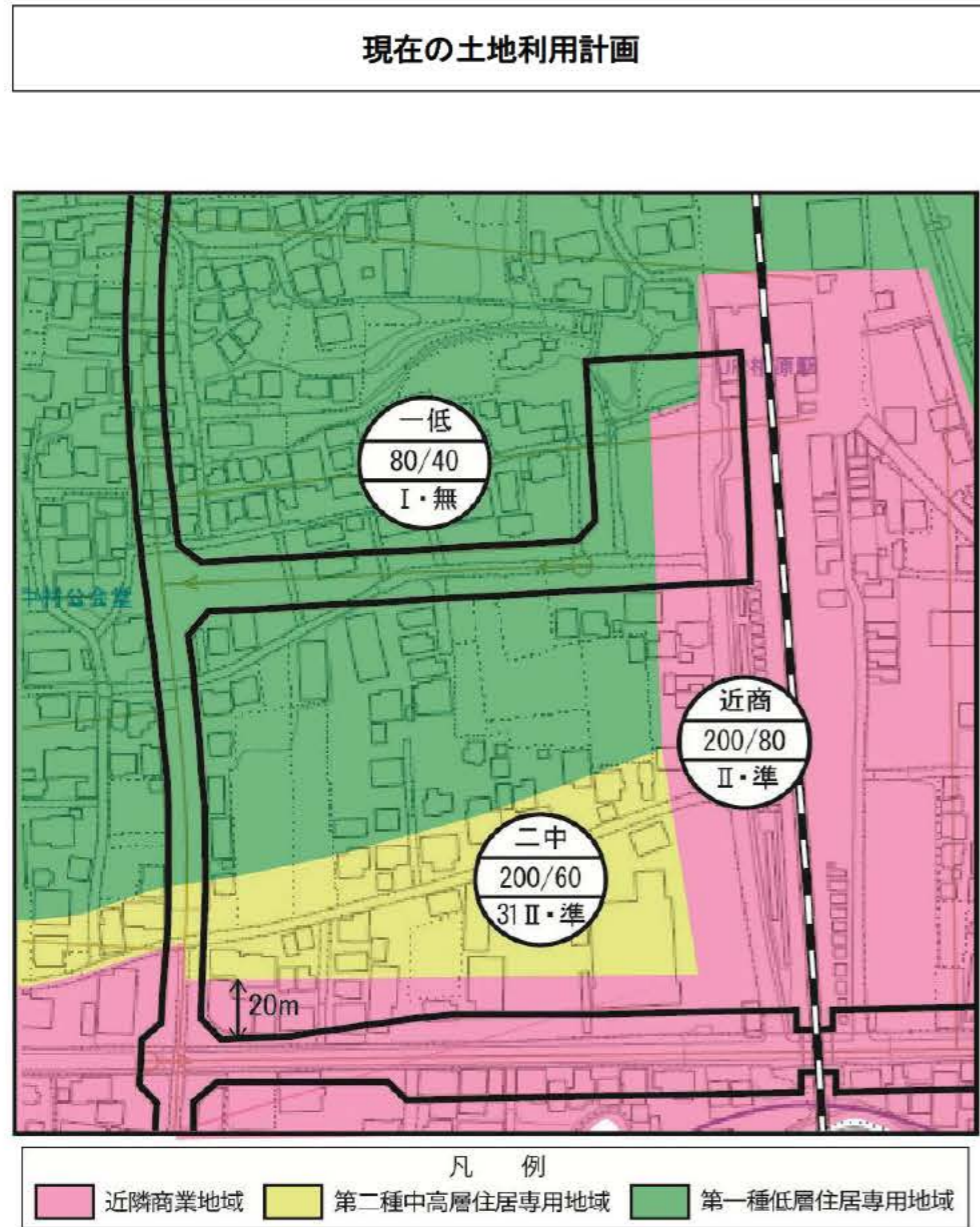 現在の土地利用計画
一低
80/40
Ⅰ・無
近商
200/80
Ⅱ・準
二中
200/60
31Ⅱ・準
20m
凡　例
近隣商業地域
第二種中高層住居専用地域
第一種低層住居専用地域